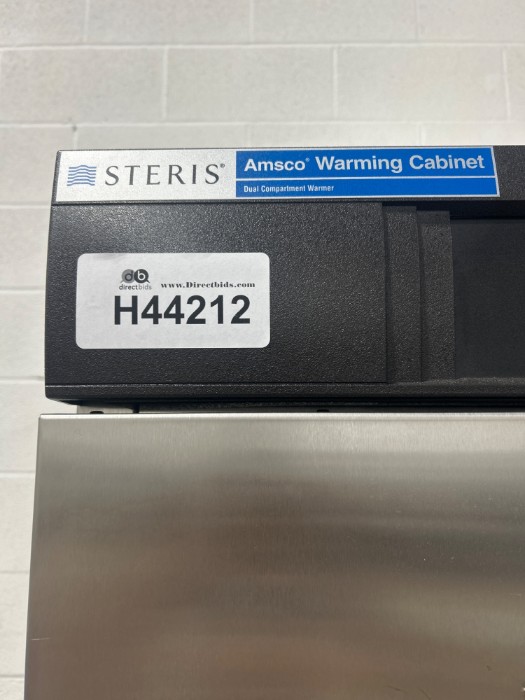 STERIS®
Amsco® Warming Cabinet
Dual Compartment Warmer
db
directbids
www.Directbids.com
H44212